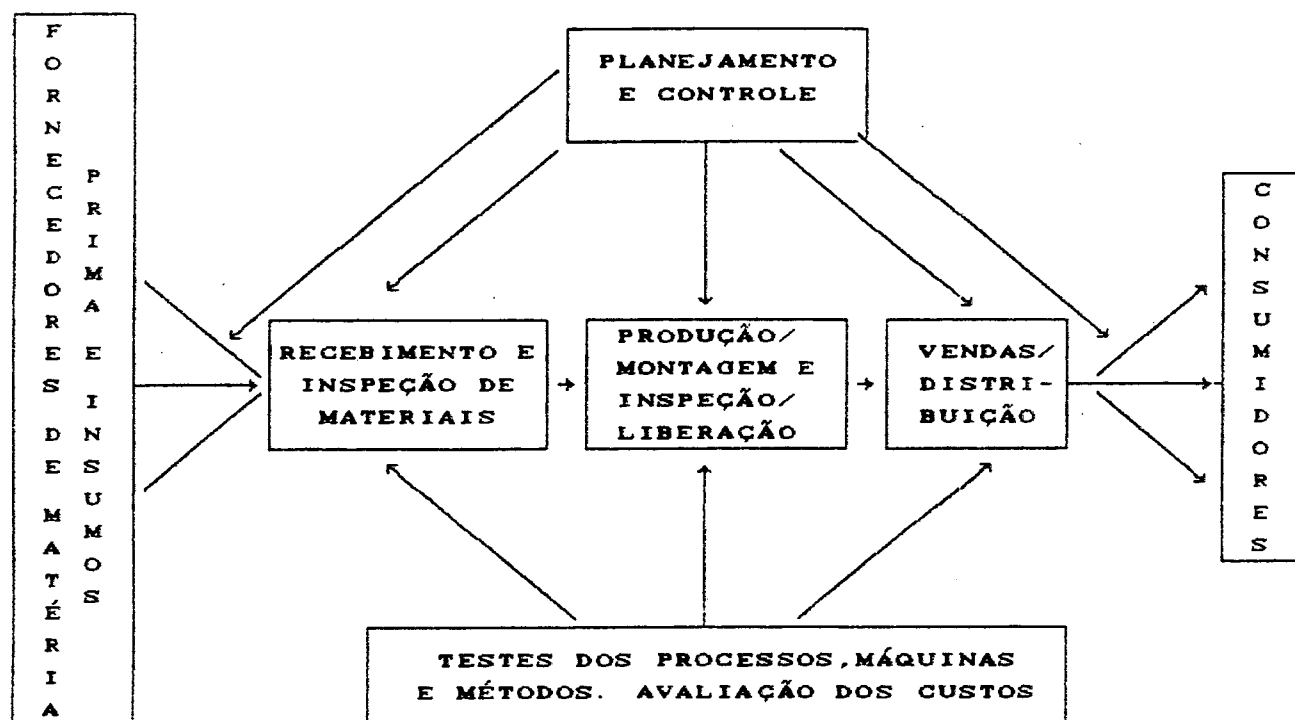 FORNECEDORES DE MATÉRIA
PRIMA E INSUMOS
PLANEJAMENTO
E CONTROLE
RECEBIMENTO E
INSPEÇÃO DE
MATERIAIS
PRODUÇÃO/
MONTAGEM E
INSPEÇÃO/
LIBERAÇÃO
VENDAS/
DISTRI-
BUIÇÃO
CONSUMIDORES
TESTES DOS PROCESSOS,MÁQUINAS
E MÉTODOS. AVALIAÇÃO DOS CUSTOS